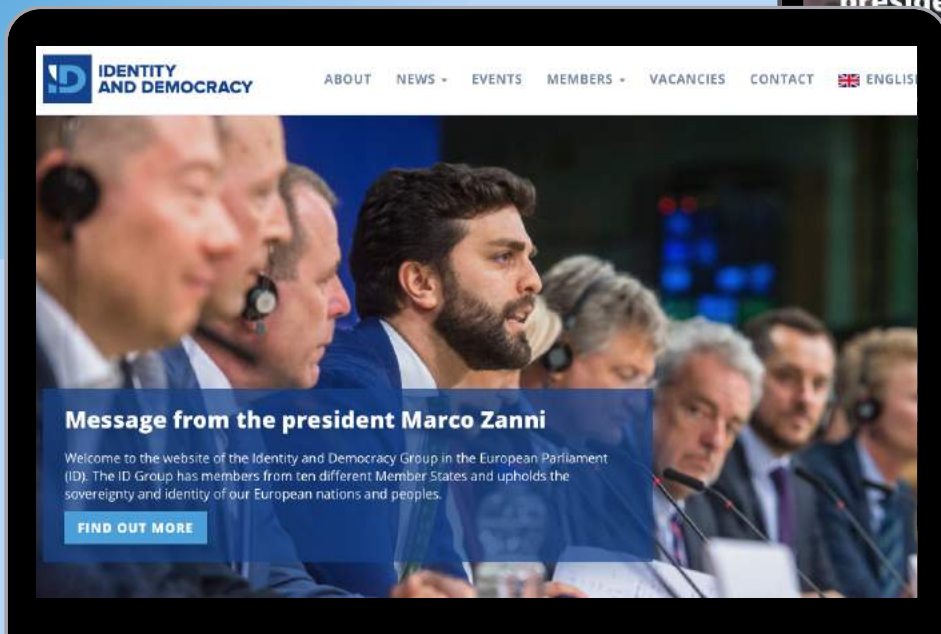 IDENTITY
AND DEMOCRACY
ABOUT NEWS EVENTS MEMBERS VACANCIES CONTACT ENGLIS
Message from the president Marco Zanni
Welcome to the website of the Identity and Democracy Group in the European Parliament
(ID). The ID Group has members from ten different Member States and upholds the
sovereignty and identity of our European nations and peoples.
FIND OUT MORE